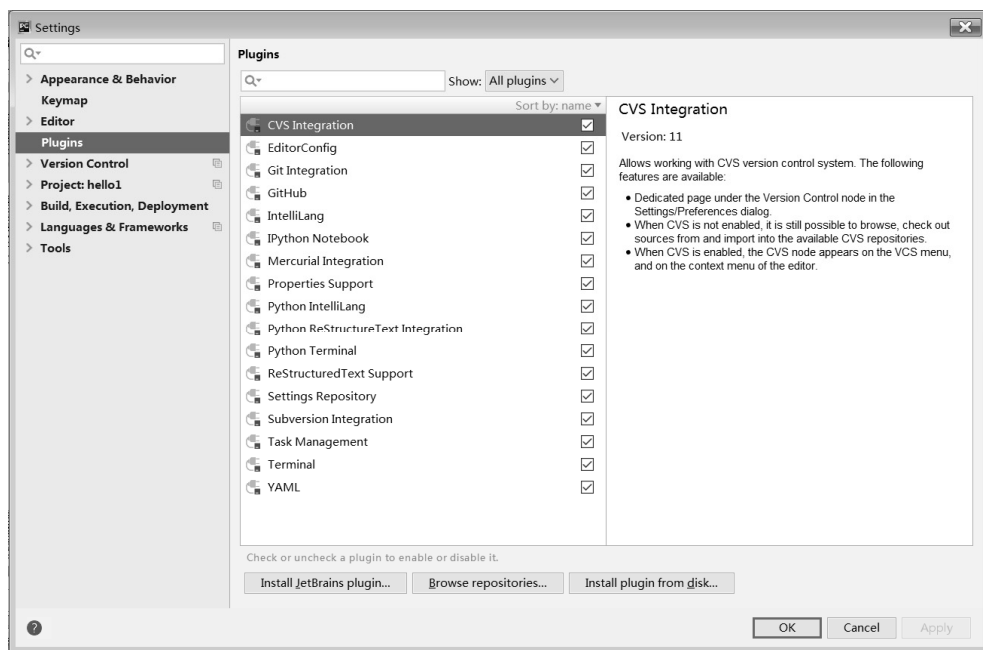 Settings
Appearance & Behavior
Keymap
Editor
Plugins
Version Control
Project: hello1
Build, Execution, Deployment
Languages & Frameworks
Tools
Plugins
Show: All plugins
Sort by: name
CVS Integration
EditorConfig
Git Integration
GitHub
IntelliLang
IPython Notebook
Mercurial Integration
Properties Support
Python IntelliLang
Python ReStructureText Integration
Python Terminal
ReStructuredText Support
Settings Repository
Subversion Integration
Task Management
Terminal
YAML
Check or uncheck a plugin to enable or disable it.
Install JetBrains plugin...
Browse repositories...
Install plugin from disk...
CVS Integration
Version: 11
Allows working with CVS version control system. The following
features are available:
• Dedicated page under the Version Control node in the
Settings/Preferences dialog.
• When CVS is not enabled, it is still possible to browse, check out
sources from and import into the available CVS repositories.
• When CVS is enabled, the CVS node appears on the VCS menu,
and on the context menu of the editor.
?
OK
Cancel
Apply